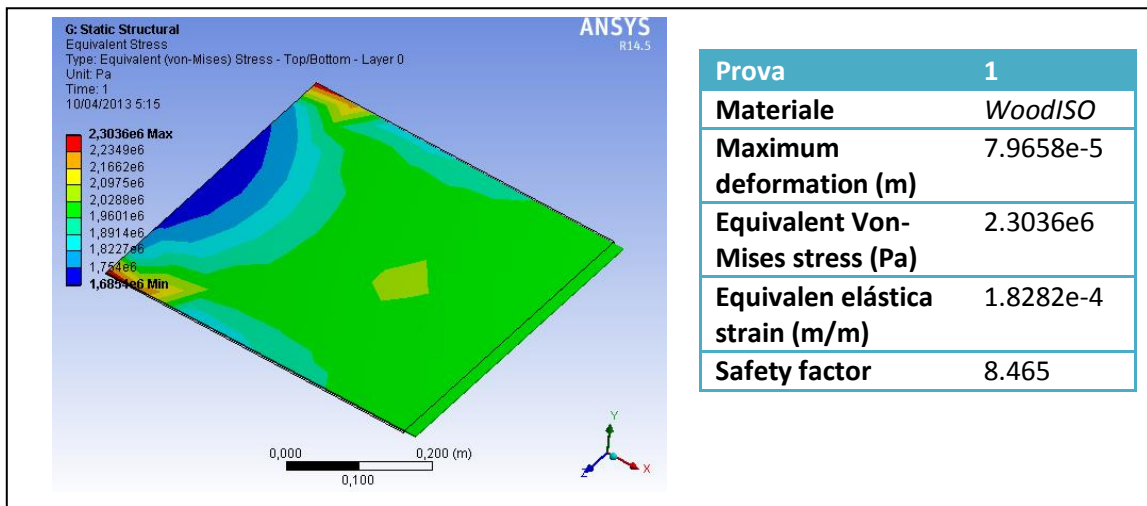 G: Static Structural
Equivalent Stress
Type: Equivalent (von-Mises) Stress - Top/Bottom - Layer 0
Unit: Pa
Time: 1
10/04/2013 5:15
ANSYS
R14.5
2,3036e6 Max
2,2349e6
2,1662e6
2,0975e6
2,0288e6
1,9601e6
1,8914e6
1,8227e6
1,754e6
1,6854e6 Min
0,000
0,200 (m)
0,100
Y
X
Z
Prova 1
Materiale WoodISO
Maximum 7.9658e-5
deformation (m)
Equivalent Von- 2.3036e6
Mises stress (Pa)
Equivalen elástica 1.8282e-4
strain (m/m)
Safety factor 8.465